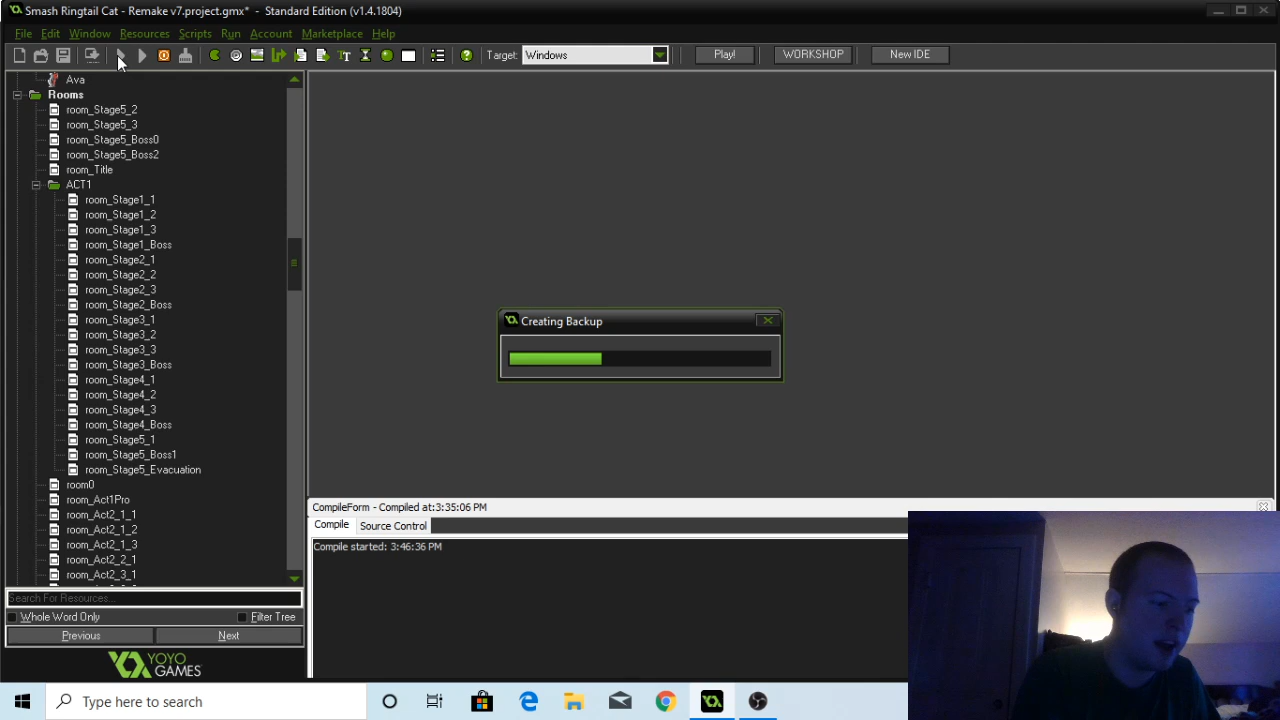 Smash Ringtail Cat - Remake v7.project.gmx* - Standard Edition (v1.4.1804)
File Edit Window Resources Scripts Run Account Marketplace Help
Target: Windows Play! WORKSHOP New IDE
Ava
Rooms
room_Stage5_2
room_Stage5_3
room_Stage5_Boss0
room_Stage5_Boss2
room_Title
ACT1
room_Stage1_1
room_Stage1_2
room_Stage1_3
room_Stage1_Boss
room_Stage2_1
room_Stage2_2
room_Stage2_3
room_Stage2_Boss
room_Stage3_1
room_Stage3_2
room_Stage3_3
room_Stage3_Boss
room_Stage4_1
room_Stage4_2
room_Stage4_3
room_Stage4_Boss
room_Stage5_1
room_Stage5_Boss1
room_Stage5_Evacuation
room0
room_Act1Pro
room_Act2_1_1
room_Act2_1_2
room_Act2_1_3
room_Act2_2_1
room_Act2_3_1
Search For Resources...
Whole Word Only Filter Tree
Previous Next
YOYO
GAMES
Creating Backup
CompileForm - Compiled at:3:35:06 PM
Compile Source Control
Compile started: 3:46:36 PM
Type here to search